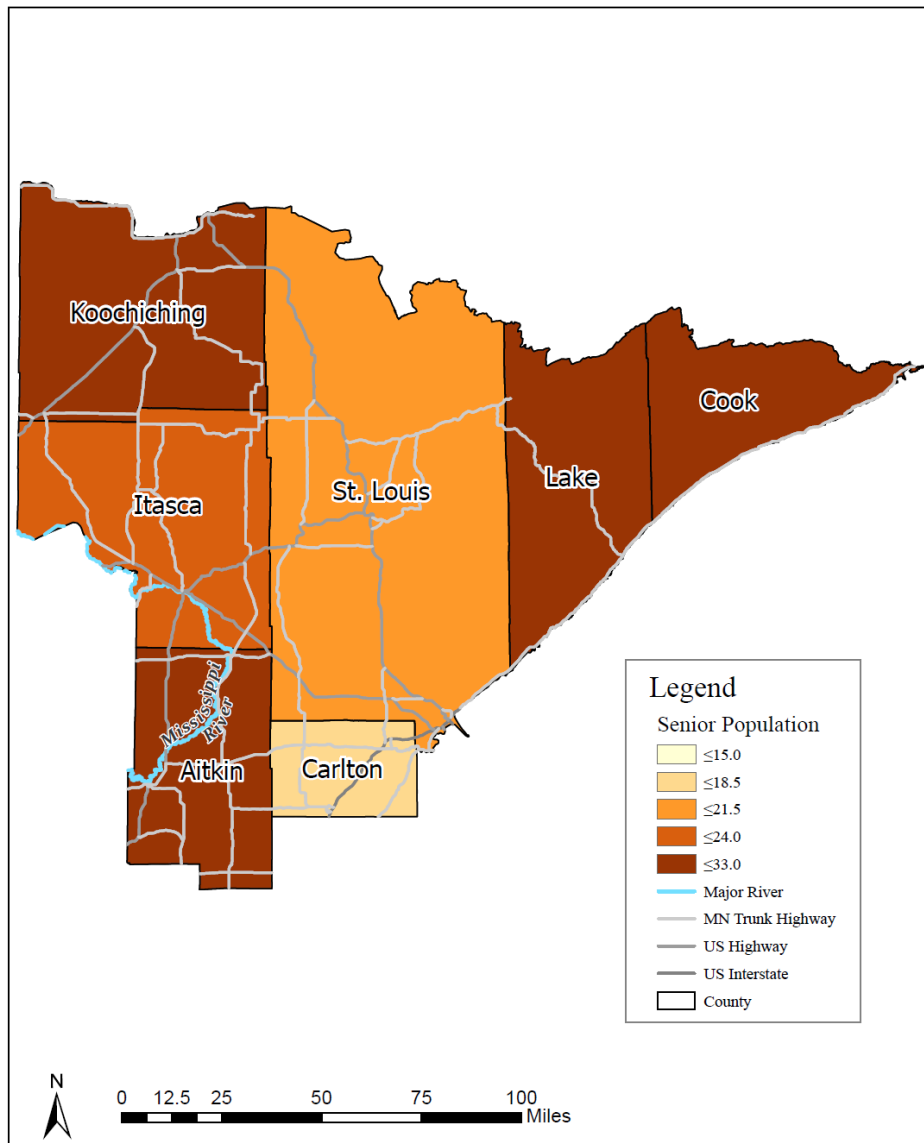 Koochiching
Cook
Lake
St. Louis
Itasca
Mississippi
River
Aitkin
Carlton
Legend
Senior Population
≤15.0
≤18.5
≤21.5
≤24.0
≤33.0
Major River
MN Trunk Highway
US Highway
US Interstate
County
N
0 12.5 25 50 75 100
Miles